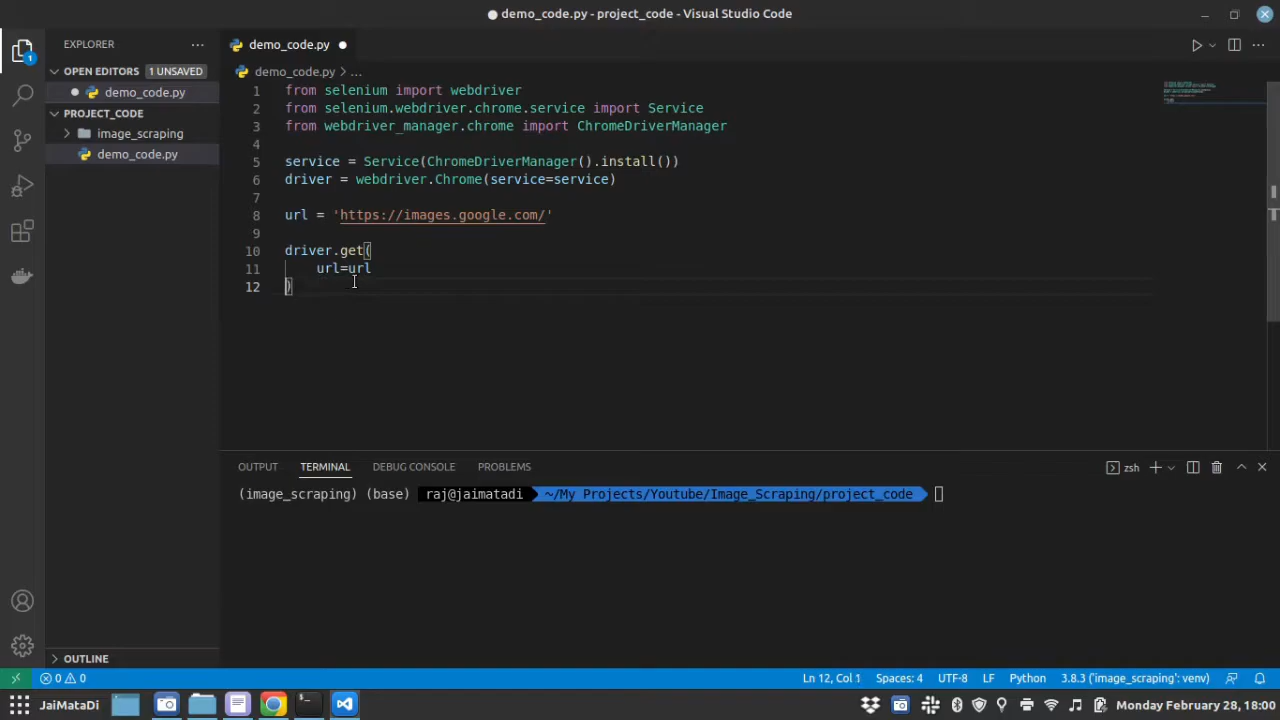 ● demo_code.py - project_code - Visual Studio Code
EXPLORER
demo_code.py
OPEN EDITORS 1 UNSAVED
demo_code.py
demo_code.py > ...
PROJECT_CODE
image_scraping
demo_code.py
1 from selenium import webdriver
2 from selenium.webdriver.chrome.service import Service
3 from webdriver_manager.chrome import ChromeDriverManager
4
5 service = Service(ChromeDriverManager().install())
6 driver = webdriver.Chrome(service=service)
7
8 url = 'https://images.google.com/'
9
10 driver.get(
11 url=url
12 )
OUTPUT TERMINAL DEBUG CONSOLE PROBLEMS
zsh
(image_scraping) (base) raj@jaimatadi ~/My Projects/Youtube/Image_Scraping/project_code
OUTLINE
0 0
Ln 12, Col 1 Spaces: 4 UTF-8 LF Python 3.8.3 ('image_scraping': venv)
JaiMaTaDi
Monday February 28, 18:00